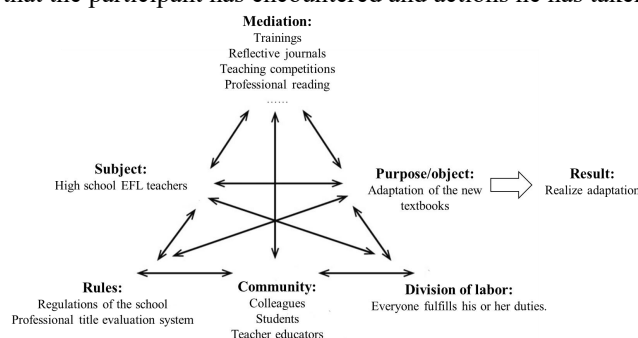 that the participant has encountered and actions he has taken
Mediation:
Trainings
Reflective journals
Teaching competitions
Professional reading
……
Subject:
High school EFL teachers
Purpose/object:
Adaptation of the new
textbooks
Result:
Realize adaptation
Rules:
Regulations of the school
Professional title evaluation system
Community:
Colleagues
Students
Teacher educators
Division of labor:
Everyone fulfills his or her duties.